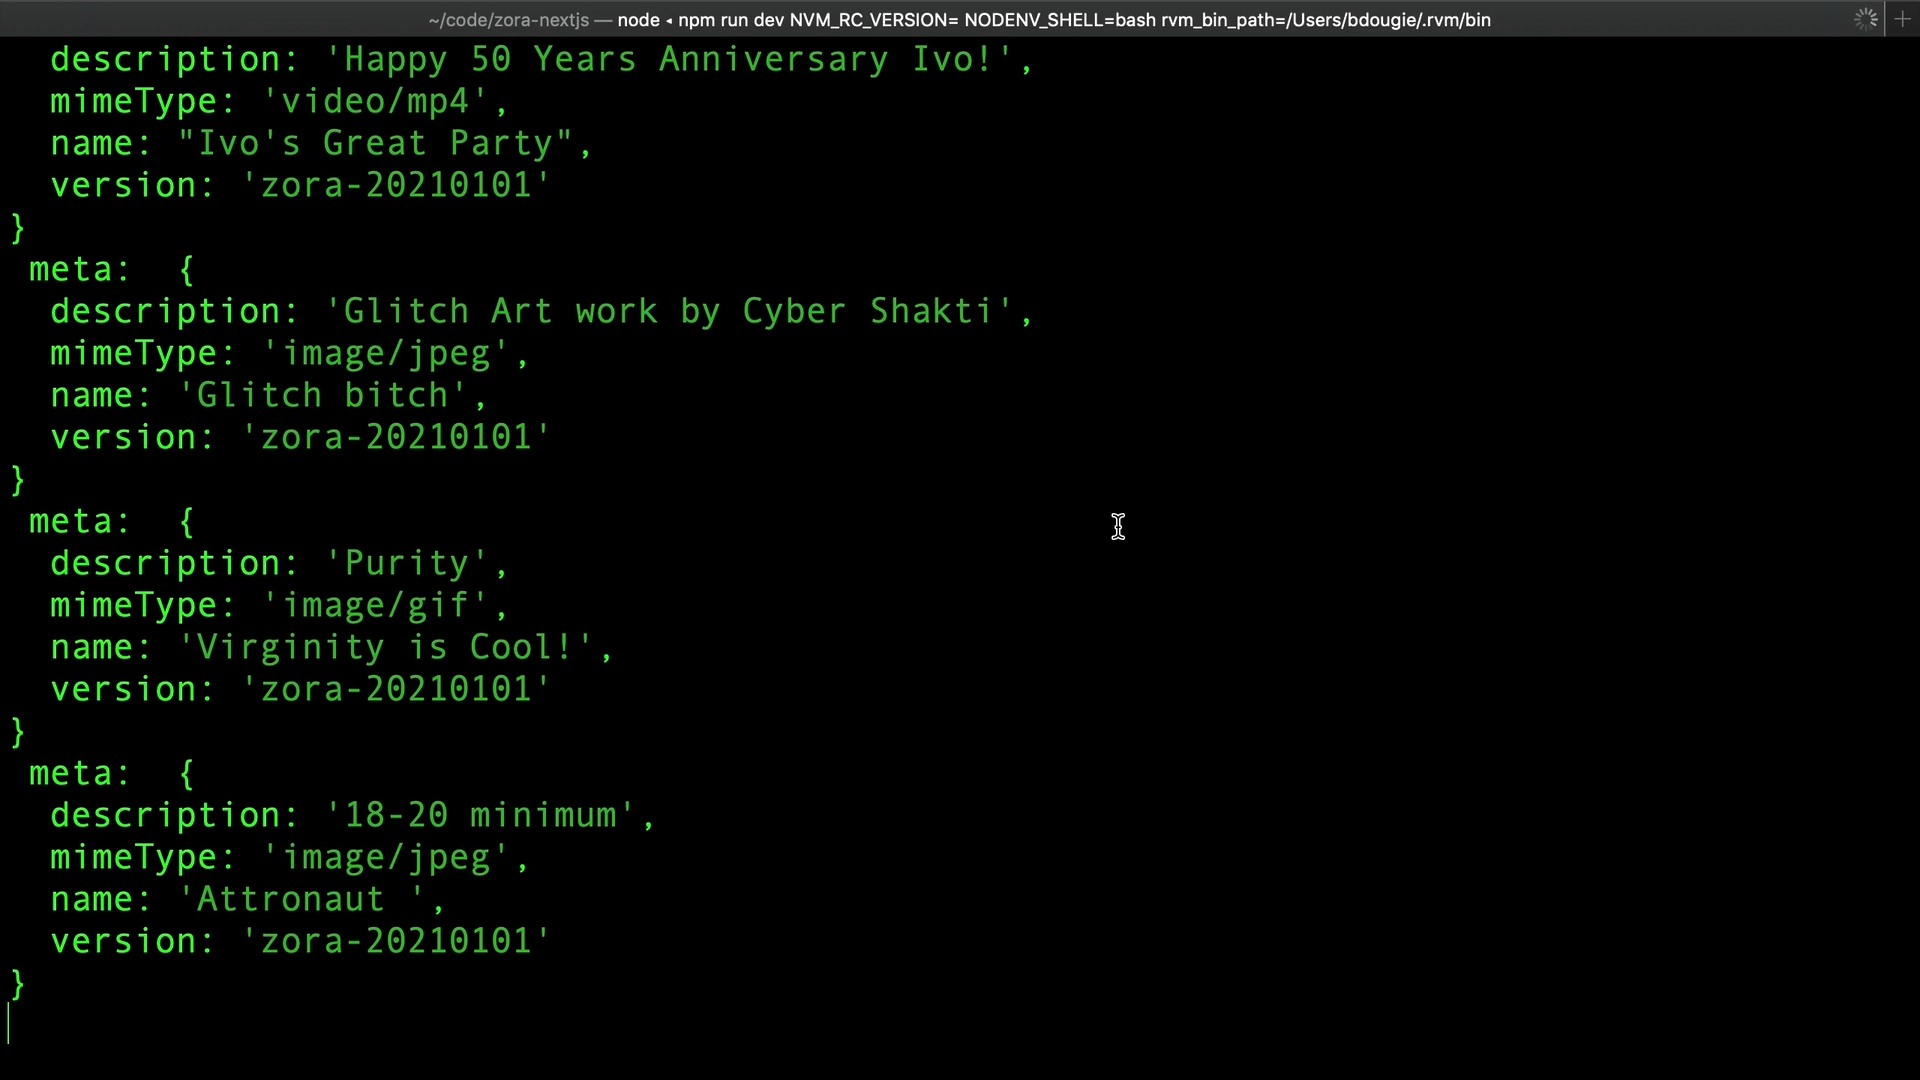 ~/code/zora-nextjs — node ◂ npm run dev NVM_RC_VERSION= NODENV_SHELL=bash rvm_bin_path=/Users/bdougie/.rvm/bin
description: 'Happy 50 Years Anniversary Ivo!',
mimeType: 'video/mp4',
name: "Ivo's Great Party",
version: 'zora-20210101'
}
meta:  {
description: 'Glitch Art work by Cyber Shakti',
mimeType: 'image/jpeg',
name: 'Glitch bitch',
version: 'zora-20210101'
}
meta:  {
description: 'Purity',
mimeType: 'image/gif',
name: 'Virginity is Cool!',
version: 'zora-20210101'
}
meta:  {
description: '18-20 minimum',
mimeType: 'image/jpeg',
name: 'Attronaut ',
version: 'zora-20210101'
}